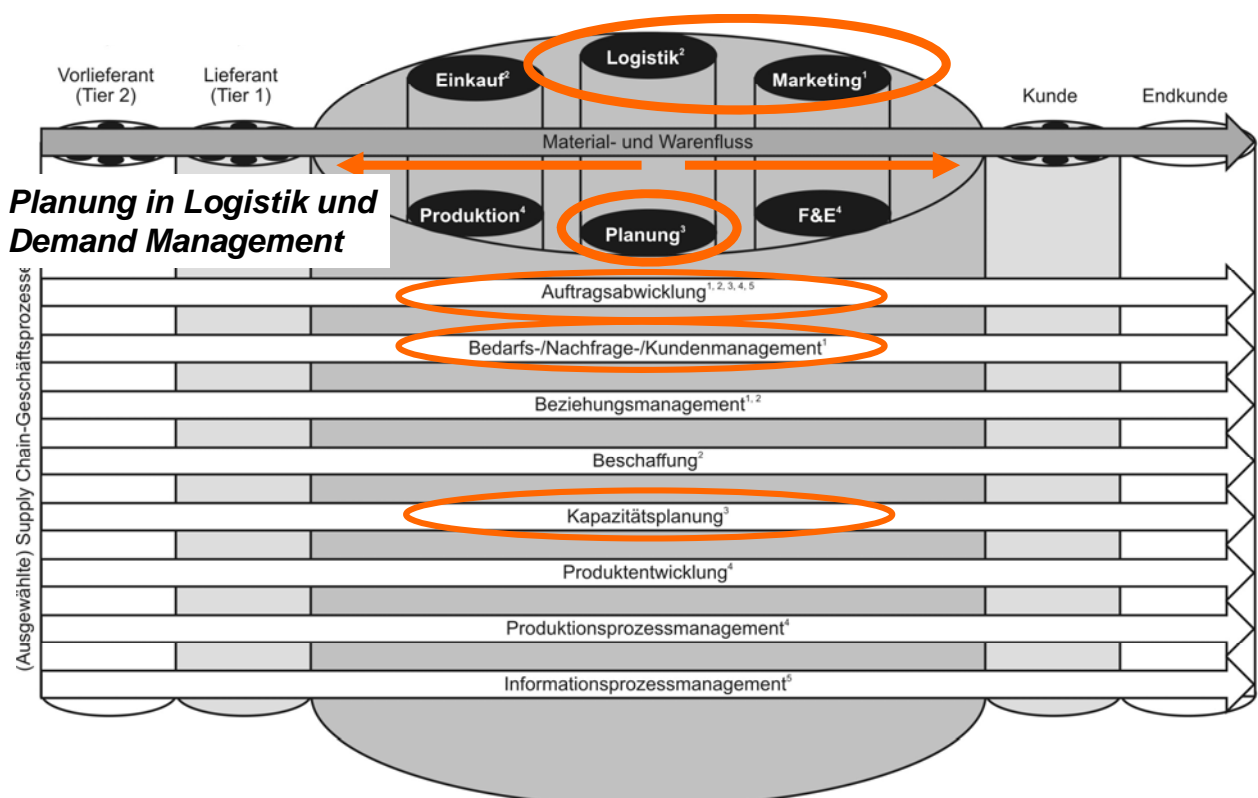 Vorlieferant
(Tier 2)
Lieferant
(Tier 1)
Einkauf²
Logistik²
Marketing¹
Kunde
Endkunde
Material- und Warenfluss
Planung in Logistik und
Demand Management
Produktion⁴
Planung³
F&E⁴
(Ausgewählte) Supply Chain-Geschäftsprozesse
Auftragsabwicklung¹, ², ³, ⁴, ⁵
Bedarfs-/Nachfrage-/Kundenmanagement¹
Beziehungsmanagement¹, ²
Beschaffung²
Kapazitätsplanung³
Produktentwicklung⁴
Produktionsprozessmanagement⁴
Informationsprozessmanagement⁵